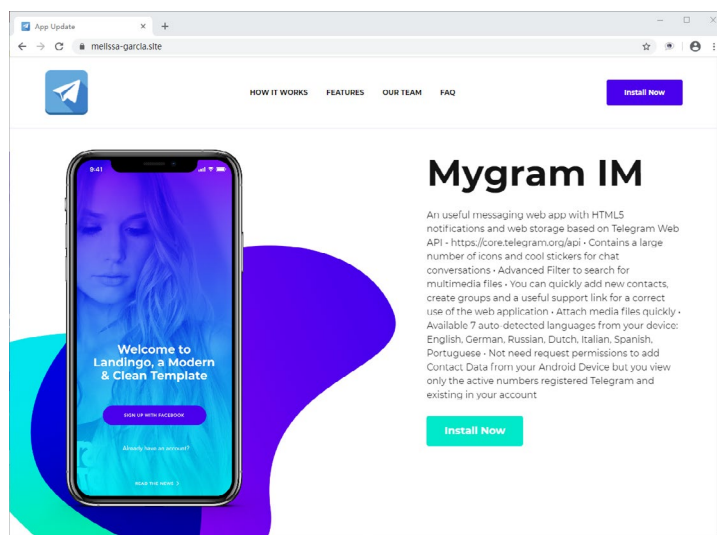 App Update
melissa-garcla.site
HOW IT WORKS
FEATURES
OUR TEAM
FAQ
Install Now
9:41
Welcome to
Landingo, a Modern
& Clean Template
SIGN UP WITH FACEBOOK
Already have an account?
READ THE NEWS
Mygram IM
An useful messaging web app with HTML5
notifications and web storage based on Telegram Web
API - https://core.telegram.org/api • Contains a large
number of icons and cool stickers for chat
conversations • Advanced Filter to search for
multimedia files • You can quickly add new contacts,
create groups and a useful support link for a correct
use of the web application • Attach media files quickly •
Available 7 auto-detected languages from your device:
English, German, Russian, Dutch, Italian, Spanish,
Portuguese • Not need request permissions to add
Contact Data from your Android Device but you view
only the active numbers registered Telegram and
existing in your account
Install Now